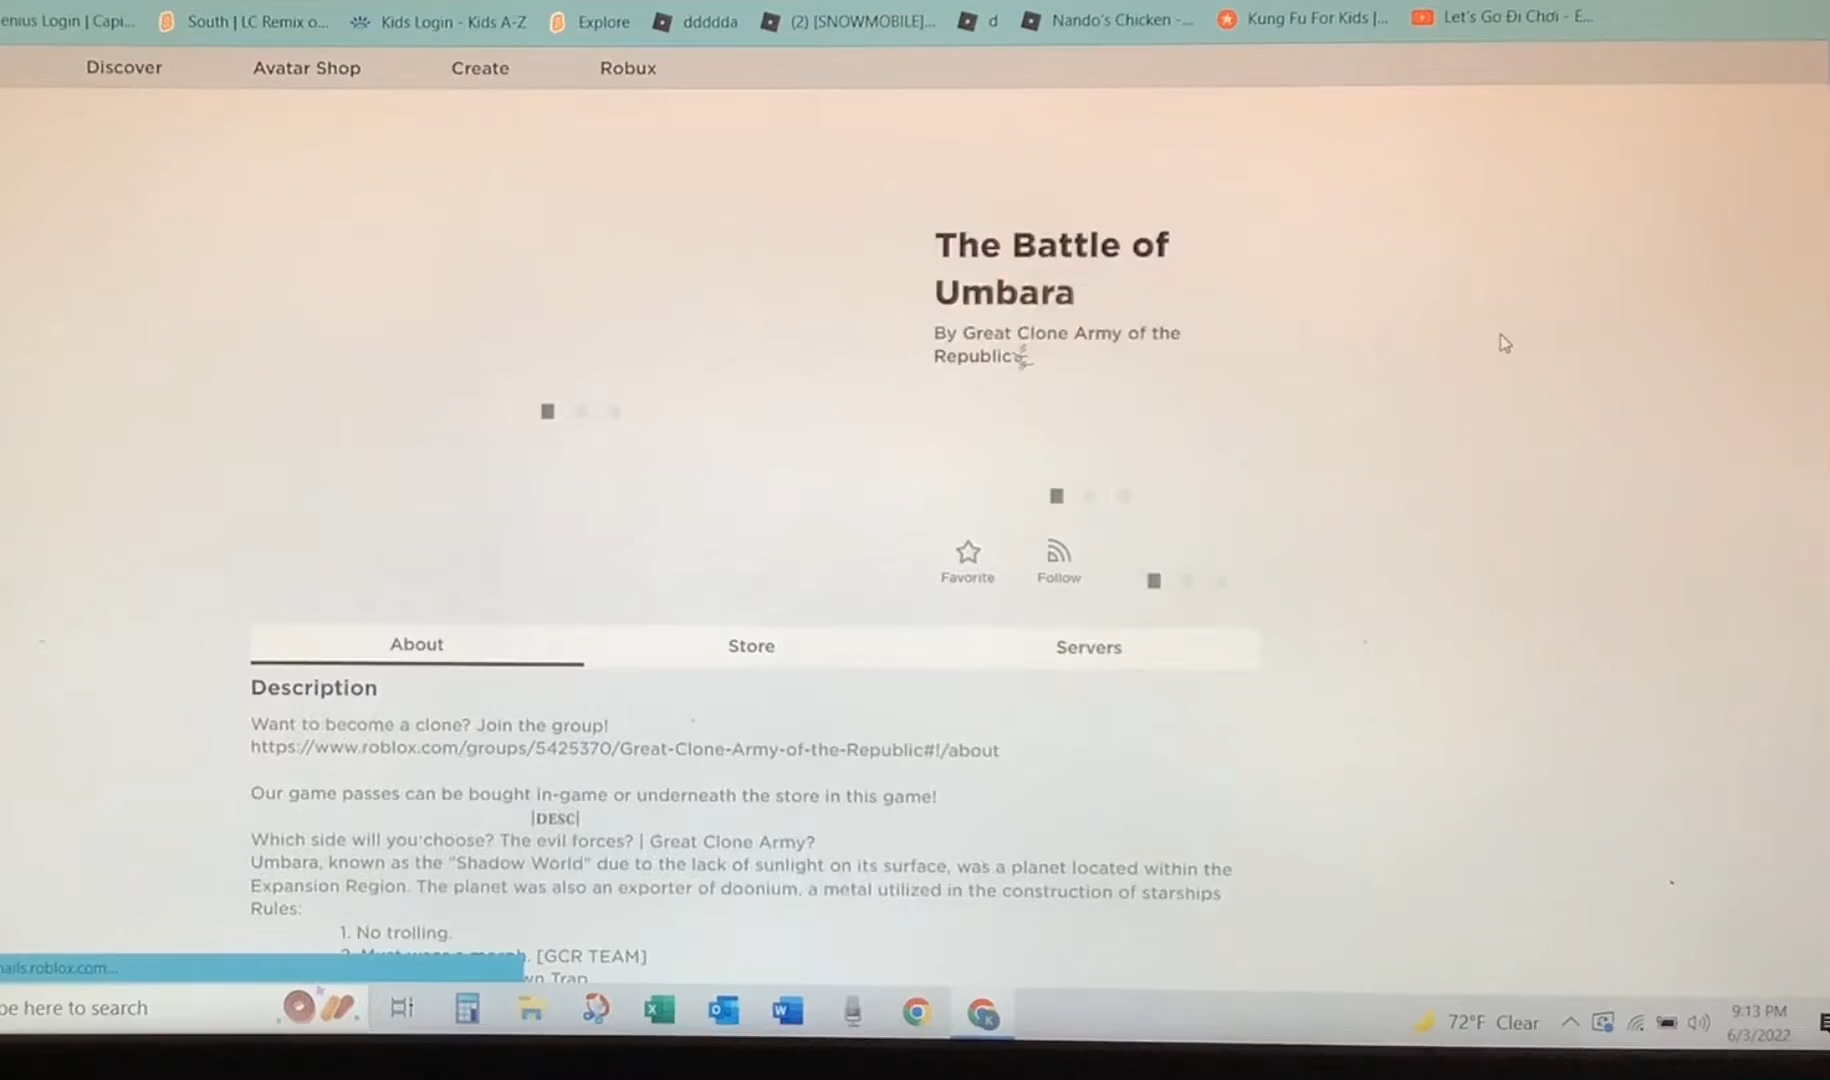 enius Login | Capi...
South | LC Remix o...
Kids Login - Kids A-Z
Explore
ddddda
(2) [SNOWMOBILE]...
d
Nando's Chicken -...
Kung Fu For Kids |...
Let's Go Đi Chơi - E...
Discover
Avatar Shop
Create
Robux
The Battle of
Umbara
By Great Clone Army of the
Republic
Favorite
Follow
About
Store
Servers
Description
Want to become a clone? Join the group!
https://www.roblox.com/groups/5425370/Great-Clone-Army-of-the-Republic#!/about
Our game passes can be bought in-game or underneath the store in this game!
|DESC|
Which side will you choose? The evil forces? | Great Clone Army?
Umbara, known as the "Shadow World" due to the lack of sunlight on its surface, was a planet located within the
Expansion Region. The planet was also an exporter of doonium, a metal utilized in the construction of starships
Rules:
1. No trolling.
[GCR TEAM]
ails.roblox.com...
wn Trap
pe here to search
72°F Clear
9:13 PM
6/3/2022